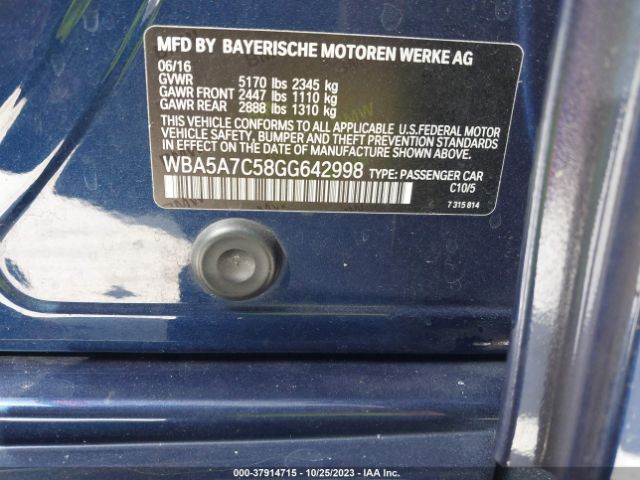 MFD BY BAYERISCHE MOTOREN WERKE AG
06/16
GVWR 5170 lbs 2345 kg
GAWR FRONT 2447 lbs 1110 kg
GAWR REAR 2888 lbs 1310 kg
THIS VEHICLE CONFORMS TO ALL APPLICABLE U.S.FEDERAL MOTOR
VEHICLE SAFETY, BUMPER, AND THEFT PREVENTION STANDARDS
IN EFFECT ON THE DATE OF MANUFACTURE SHOWN ABOVE.
WBA5A7C58GG642998 TYPE: PASSENGER CAR
C10/5
7 315 814
000-37914715 - 10/25/2023 - IAA Inc.